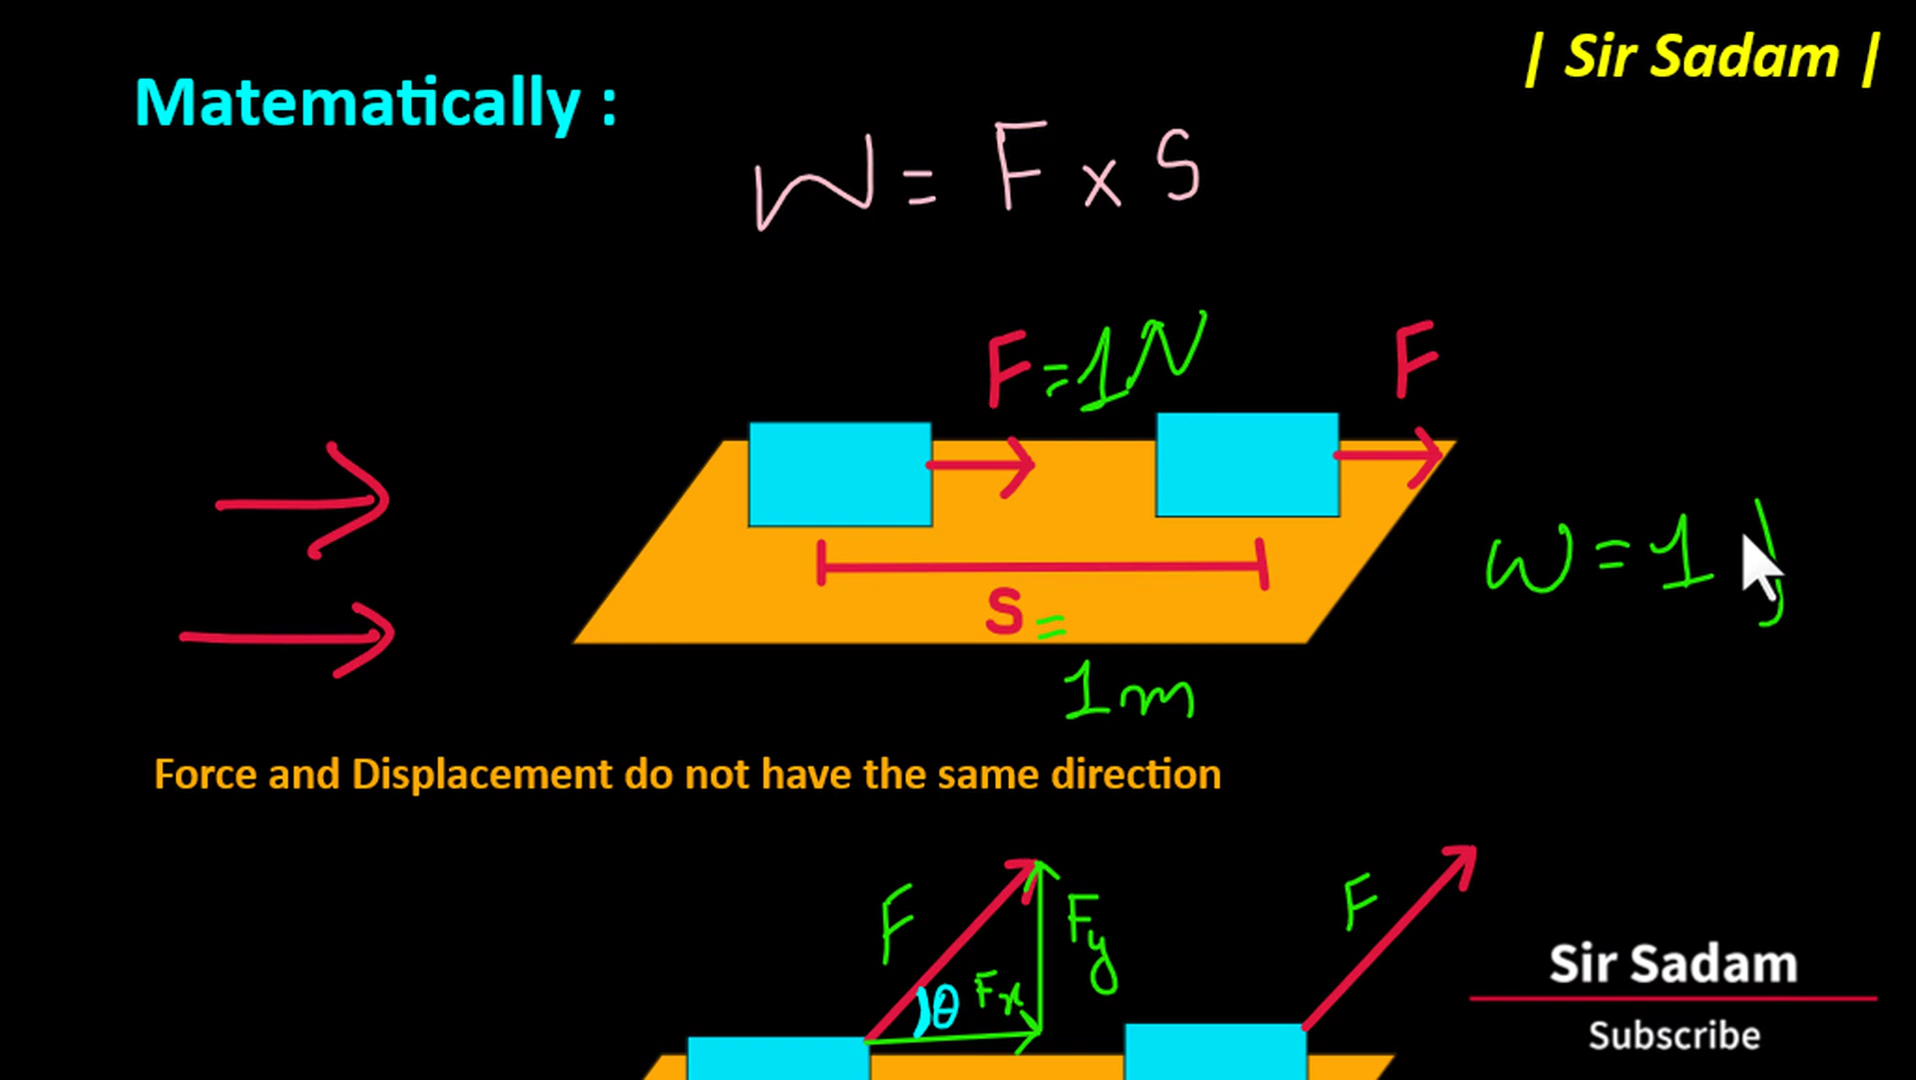 | Sir Sadam |
Matematically :
W = F x S
F = 1N
F
S =
1m
W = 1 J
Force and Displacement do not have the same direction
F
Fy
Fx
θ
F
Sir Sadam
Subscribe